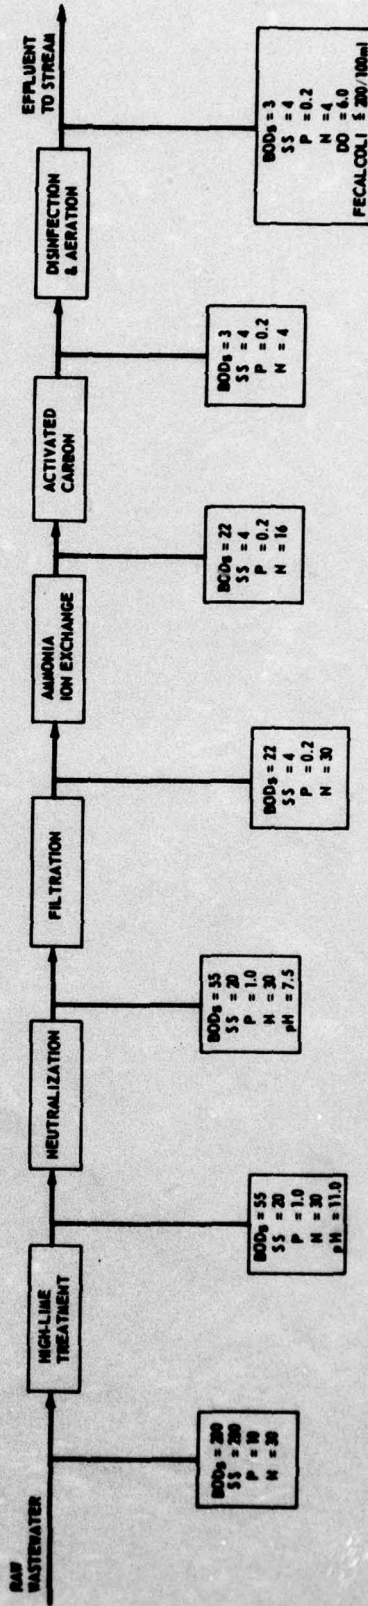 RAW
WASTEWATER
HIGH-LIME
TREATMENT
NEUTRALIZATION
FILTRATION
AMMONIA
ION EXCHANGE
ACTIVATED
CARBON
DISINFECTION
& AERATION
EFFLUENT
TO STREAM
BOD5 = 200
SS = 200
P = 10
N = 30
BOD5 = 55
SS = 20
P = 1.0
N = 30
pH = 11.0
BOD5 = 55
SS = 20
P = 1.0
N = 30
pH = 7.5
BOD5 = 22
SS = 4
P = 0.2
N = 30
BOD5 = 22
SS = 4
P = 0.2
N = 16
BOD5 = 3
SS = 4
P = 0.2
N = 4
BOD5 = 3
SS = 4
P = 0.2
N = 4
DO = 6.0
FECAL COLI ≤ 200/100ml